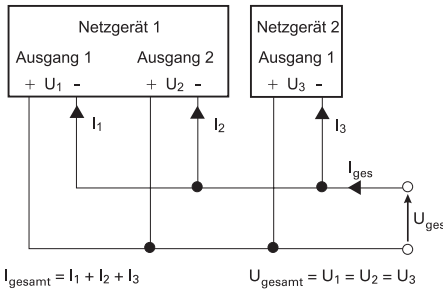 Netzgerät 1
Netzgerät 2
Ausgang 1
Ausgang 2
Ausgang 1
+ U1 -
+ U2 -
+ U3 -
I1
I2
I3
Iges
Uges
Igesamt = I1 + I2 + I3
Ugesamt = U1 = U2 = U3